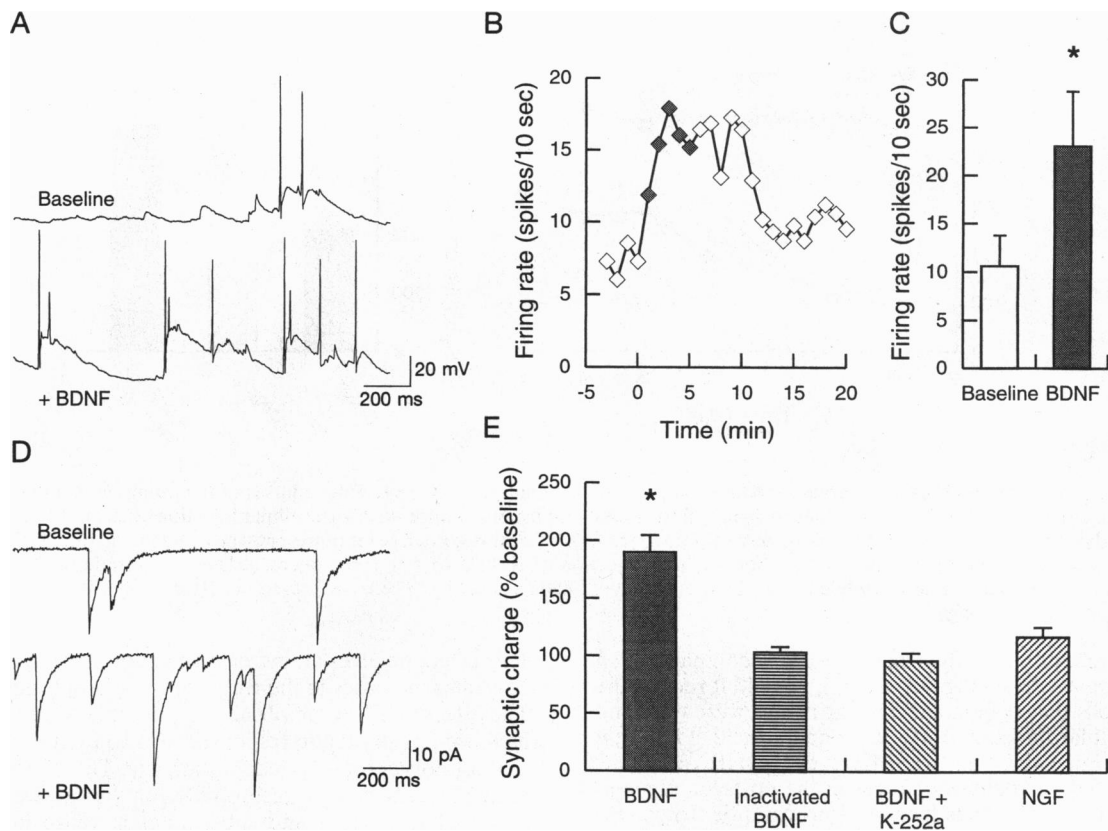 A
Baseline
+ BDNF
20 mV
200 ms
B
Firing rate (spikes/10 sec)
20
15
10
5
0
-5 0 5 10 15 20
Time (min)
C
*
Firing rate (spikes/10 sec)
30
25
20
15
10
5
0
Baseline BDNF
D
Baseline
+ BDNF
10 pA
200 ms
E
*
Synaptic charge (% baseline)
250
200
150
100
50
0
BDNF
Inactivated
BDNF
BDNF +
K-252a
NGF